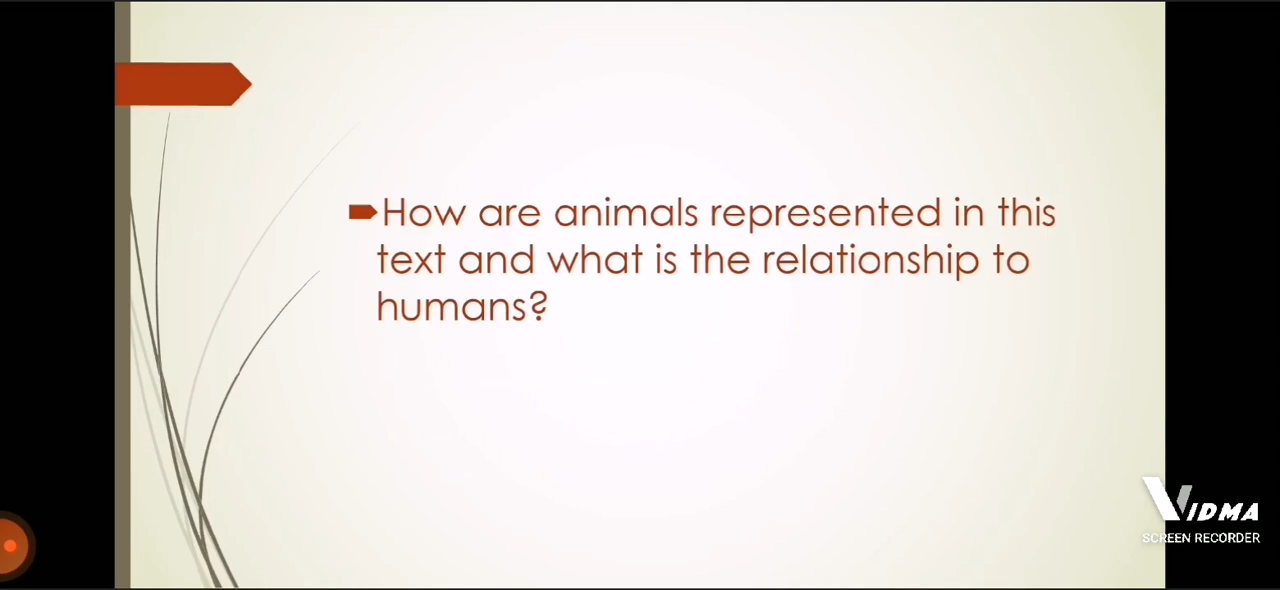 How are animals represented in this
text and what is the relationship to
humans?
VIDMA
SCREEN RECORDER